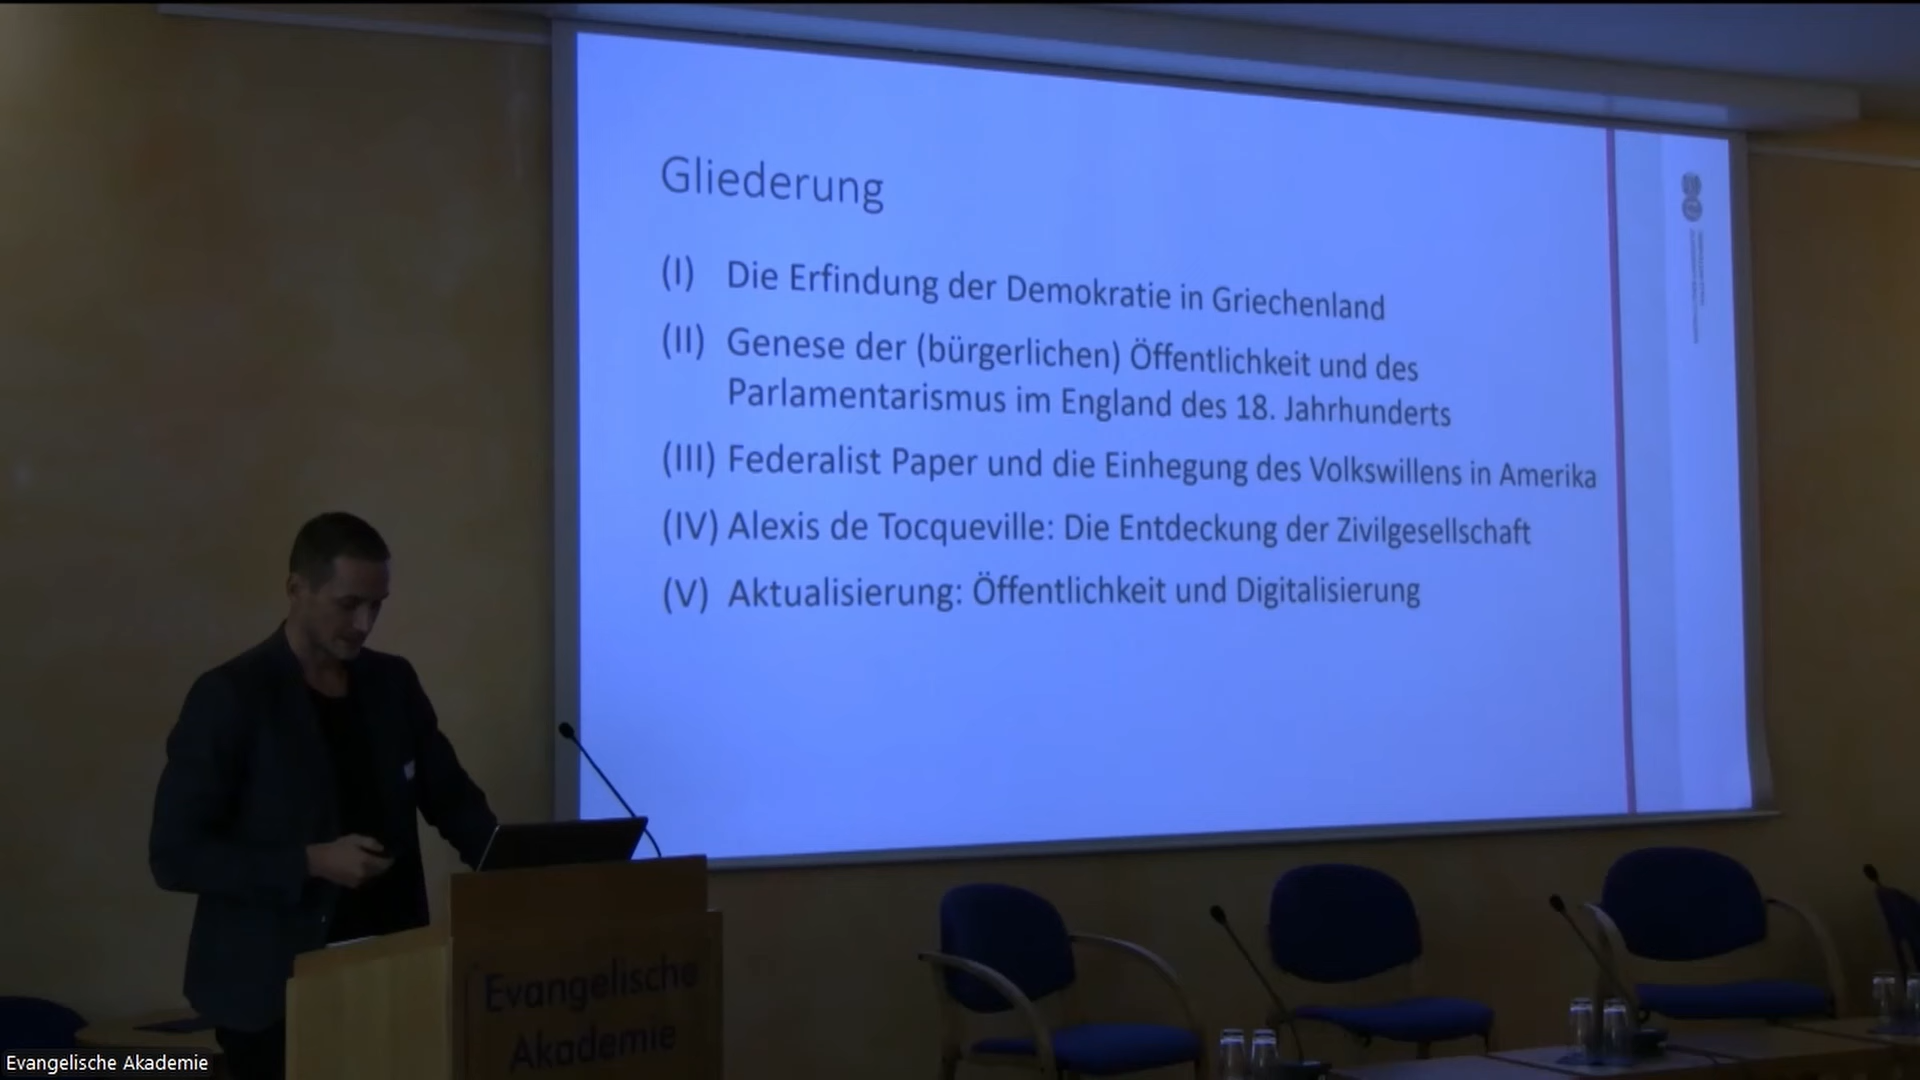 Gliederung
(I) Die Erfindung der Demokratie in Griechenland
(II) Genese der (bürgerlichen) Öffentlichkeit und des
Parlamentarismus im England des 18. Jahrhunderts
(III) Federalist Paper und die Einhegung des Volkswillens in Amerika
(IV) Alexis de Tocqueville: Die Entdeckung der Zivilgesellschaft
(V) Aktualisierung: Öffentlichkeit und Digitalisierung
Evangelische
Akademie
Evangelische Akademie